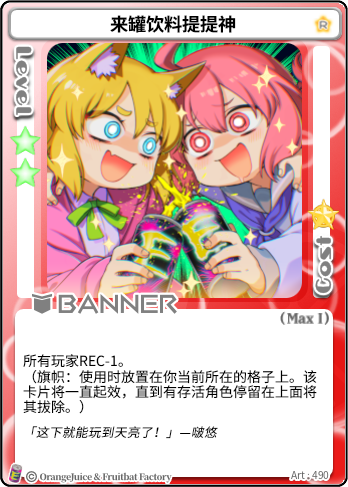 来罐饮料提提神
R
Level
Cost
BANNER
(Max 1)
所有玩家REC-1。
（旗帜：使用时放置在你当前所在的格子上。该
卡片将一直起效，直到有存活角色停留在上面将
其拔除。）
「这下就能玩到天亮了！」—啵悠
© OrangeJuice & Fruitbat Factory
Art:490